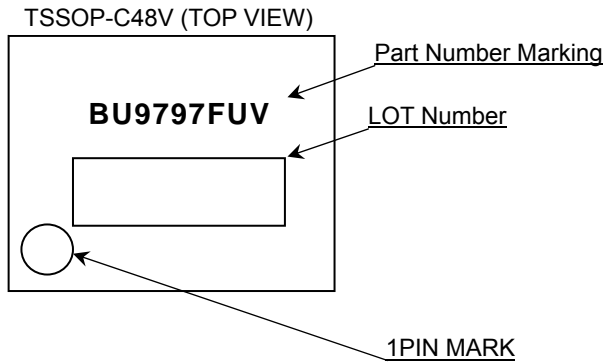 TSSOP-C48V (TOP VIEW)
Part Number Marking
BU9797FUV
LOT Number
1PIN MARK